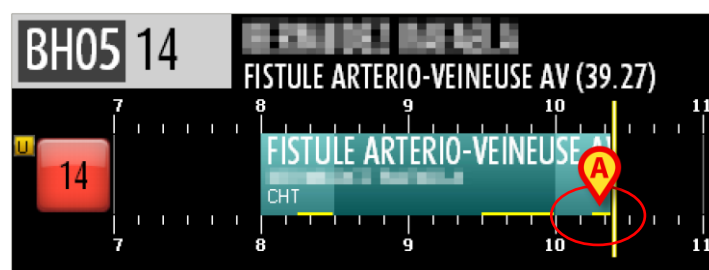 BH05 14
FISTULE ARTERIO-VEINEUSE AV (39.27)
7 8 9 10 11
U
14
FISTULE ARTERIO-VEINEUSE
A
CHT
7 8 9 10 11